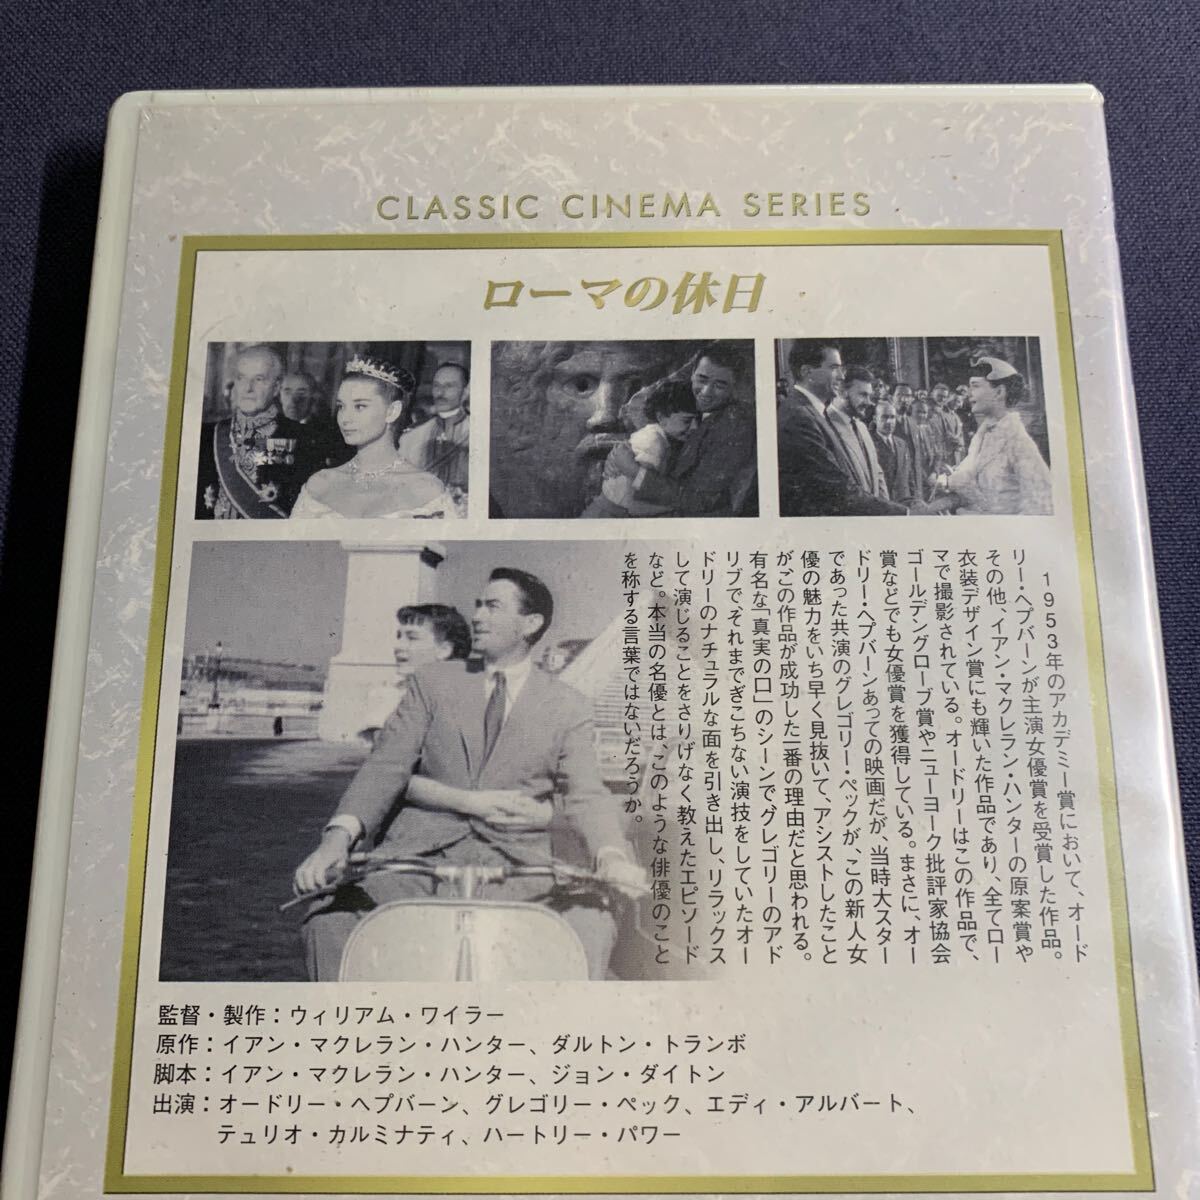 CLASSIC CINEMA SERIES
ローマの休日
1953年のアカデミー賞において、オード
リー・ヘプバーンが主演女優賞を受賞した作品。
その他、イアン・マクレラン・ハンターの原案賞や
衣装デザイン賞にも輝いた作品であり、全てロー
マで撮影されている。オードリーはこの作品で、
ゴールデングローブ賞やニューヨーク批評家協会
賞などでも女優賞を獲得している。まさに、オー
ドリー・ヘプバーンあっての映画だが、当時大スター
であった共演のグレゴリー・ペックが、この新人女
優の魅力をいち早く見抜いて、アシストしたこと
が、この作品が成功した一番の理由だと思われる。
有名な「真実の口」のシーンで、グレゴリーのアド
リブで、それまでぎこちない演技をしていたオー
ドリーのナチュラルな面を引き出し、リラックス
して演じることをさりげなく教えたエピソード
など。本当の名優とは、このような俳優のこと
を称する言葉ではないだろうか。
監督・製作：ウィリアム・ワイラー
原作：イアン・マクレラン・ハンター、ダルトン・トランボ
脚本：イアン・マクレラン・ハンター、ジョン・ダイトン
出演：オードリー・ヘプバーン、グレゴリー・ペック、エディ・アルバート、
テュリオ・カルミナティ、ハートリー・パワー